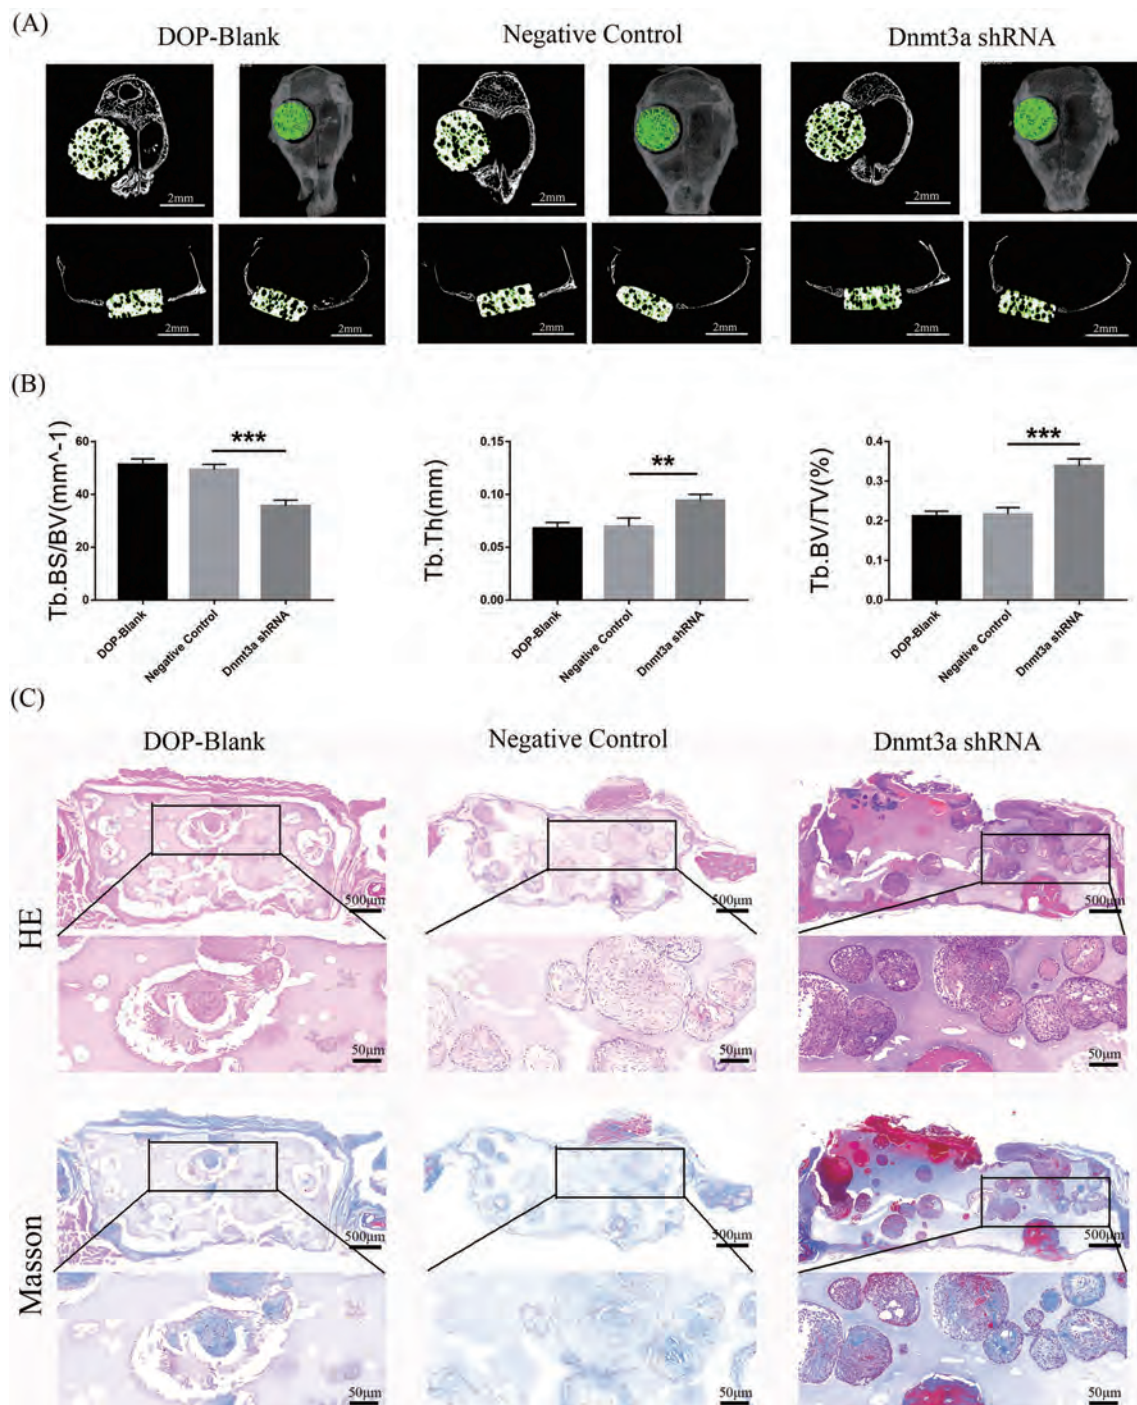 (A)
DOP-Blank
Negative Control
Dnmt3a shRNA
2mm
2mm
2mm
2mm
2mm
2mm
2mm
2mm
2mm
2mm
2mm
2mm
(B)
Tb.BS/BV(mm^-1)
60
40
20
0
***
DOP-Blank
Negative Control
Dnmt3a shRNA
Tb.Th(mm)
0.15
0.10
0.05
0.00
**
DOP-Blank
Negative Control
Dnmt3a shRNA
Tb.BV/TV(%)
0.4
0.3
0.2
0.1
0.0
***
DOP-Blank
Negative Control
Dnmt3a shRNA
(C)
DOP-Blank
Negative Control
Dnmt3a shRNA
HE
500μm
500μm
500μm
50μm
50μm
50μm
Masson
500μm
500μm
500μm
50μm
50μm
50μm